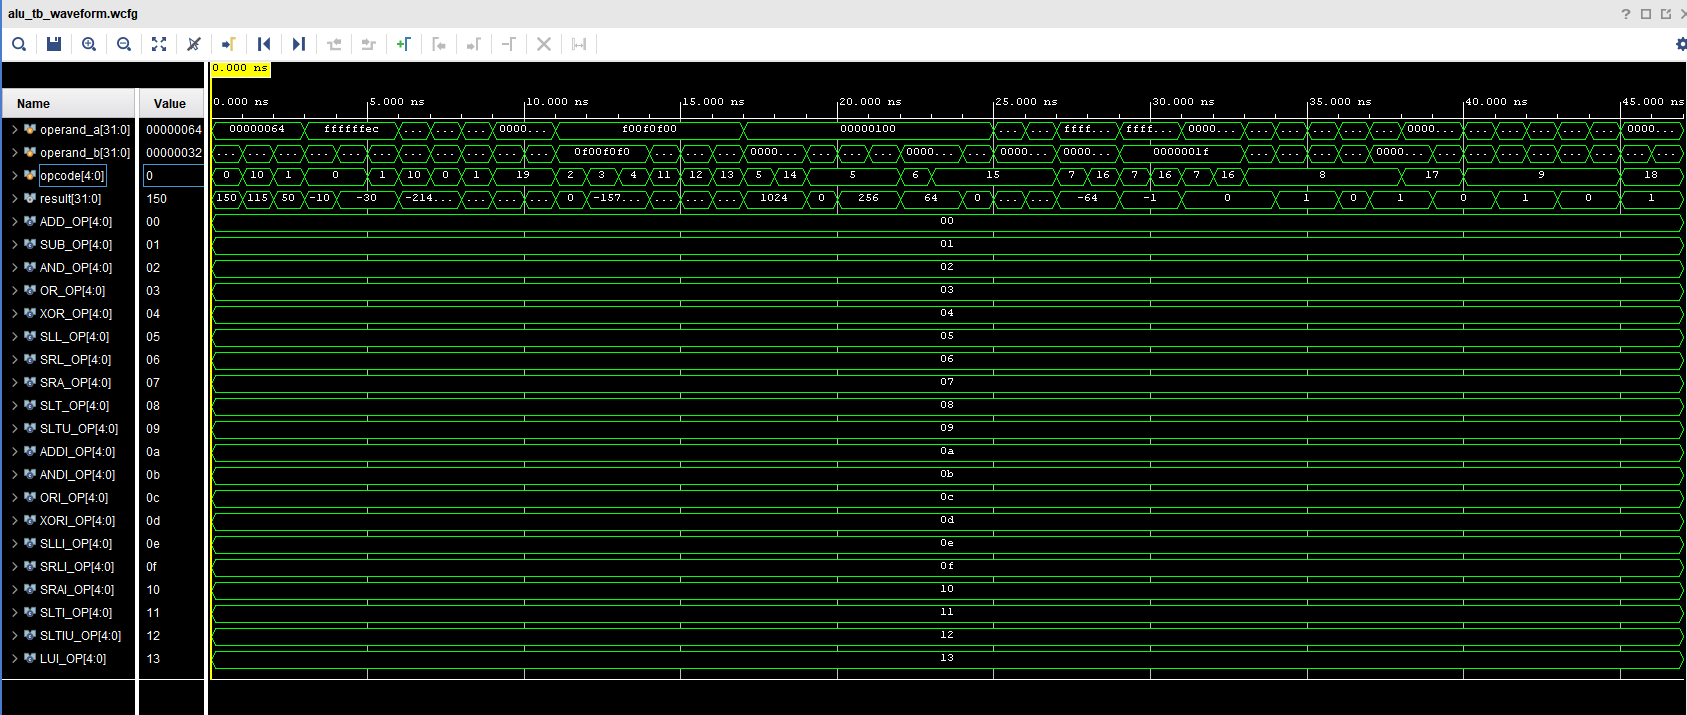 alu_tb_waveform.wcfg
0.000 ns
Name Value 0.000 ns 5.000 ns 10.000 ns 15.000 ns 20.000 ns 25.000 ns 30.000 ns 35.000 ns 40.000 ns 45.000 ns
operand_a[31:0] 00000064 00000064 ffffffec ... ... ... 0000... f00f0f00 00000100 ... ... ffff... ffff... 0000... ... ... ... 0000... ... ... ... ... ... 0000...
operand_b[31:0] 00000032 ... ... ... ... ... ... ... ... ... ... ... 0f00f0f0 ... ... ... 0000... ... ... 0000... ... 0000... 0000... 0000001f ... ... ... ... 0000... ... ... ... ... ... ... ... ...
opcode[4:0] 0 0 10 1 0 1 10 0 1 19 2 3 4 11 12 13 5 14 5 6 15 7 16 7 16 7 16 8 17 9 18
result[31:0] 150 150 115 50 -10 -30 -214... ... ... ... 0 -157... ... ... ... 1024 0 256 64 0 ... ... -64 -1 0 1 0 1 0 1 0 1
ADD_OP[4:0] 00 00
SUB_OP[4:0] 01 01
AND_OP[4:0] 02 02
OR_OP[4:0] 03 03
XOR_OP[4:0] 04 04
SLL_OP[4:0] 05 05
SRL_OP[4:0] 06 06
SRA_OP[4:0] 07 07
SLT_OP[4:0] 08 08
SLTU_OP[4:0] 09 09
ADDI_OP[4:0] 0a 0a
ANDI_OP[4:0] 0b 0b
ORI_OP[4:0] 0c 0c
XORI_OP[4:0] 0d 0d
SLLI_OP[4:0] 0e 0e
SRLI_OP[4:0] 0f 0f
SRAI_OP[4:0] 10 10
SLTI_OP[4:0] 11 11
SLTIU_OP[4:0] 12 12
LUI_OP[4:0] 13 13